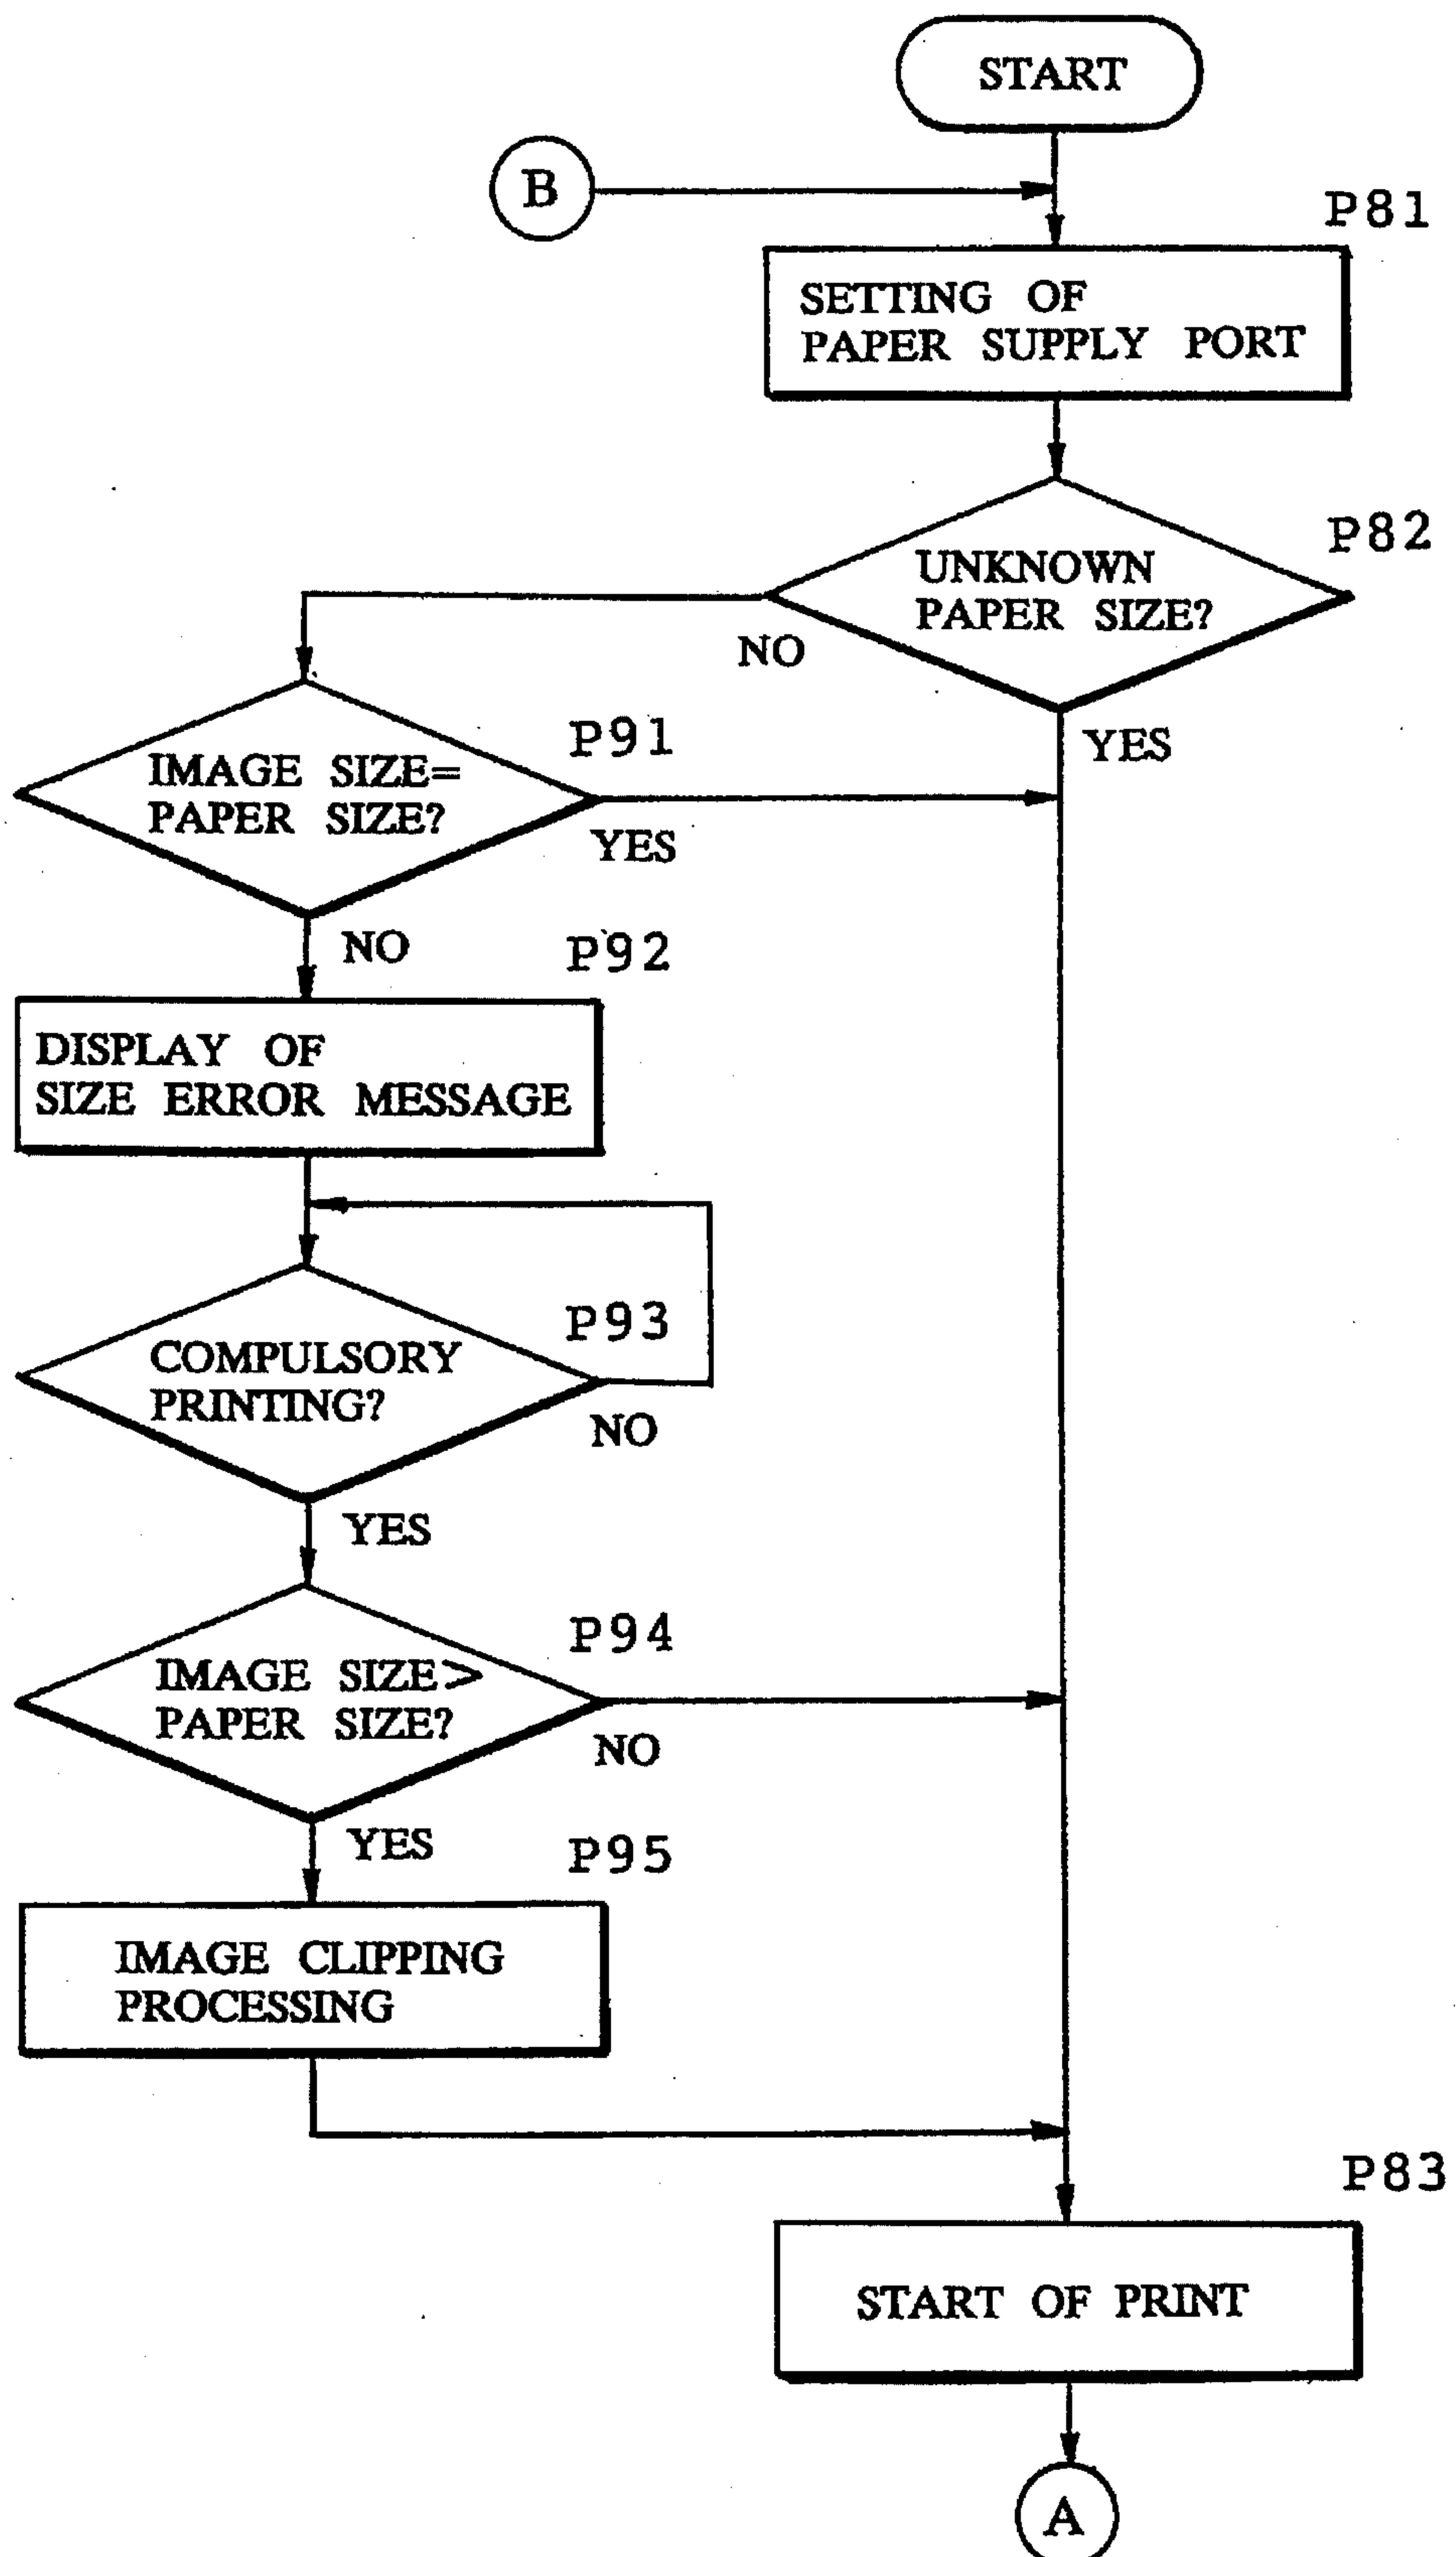 START
B
P81
SETTING OF
PAPER SUPPLY PORT
P82
UNKNOWN
PAPER SIZE?
NO
YES
P91
IMAGE SIZE=
PAPER SIZE?
YES
NO
P92
DISPLAY OF
SIZE ERROR MESSAGE
P93
COMPULSORY
PRINTING?
NO
YES
P94
IMAGE SIZE>
PAPER SIZE?
NO
YES
P95
IMAGE CLIPPING
PROCESSING
P83
START OF PRINT
A